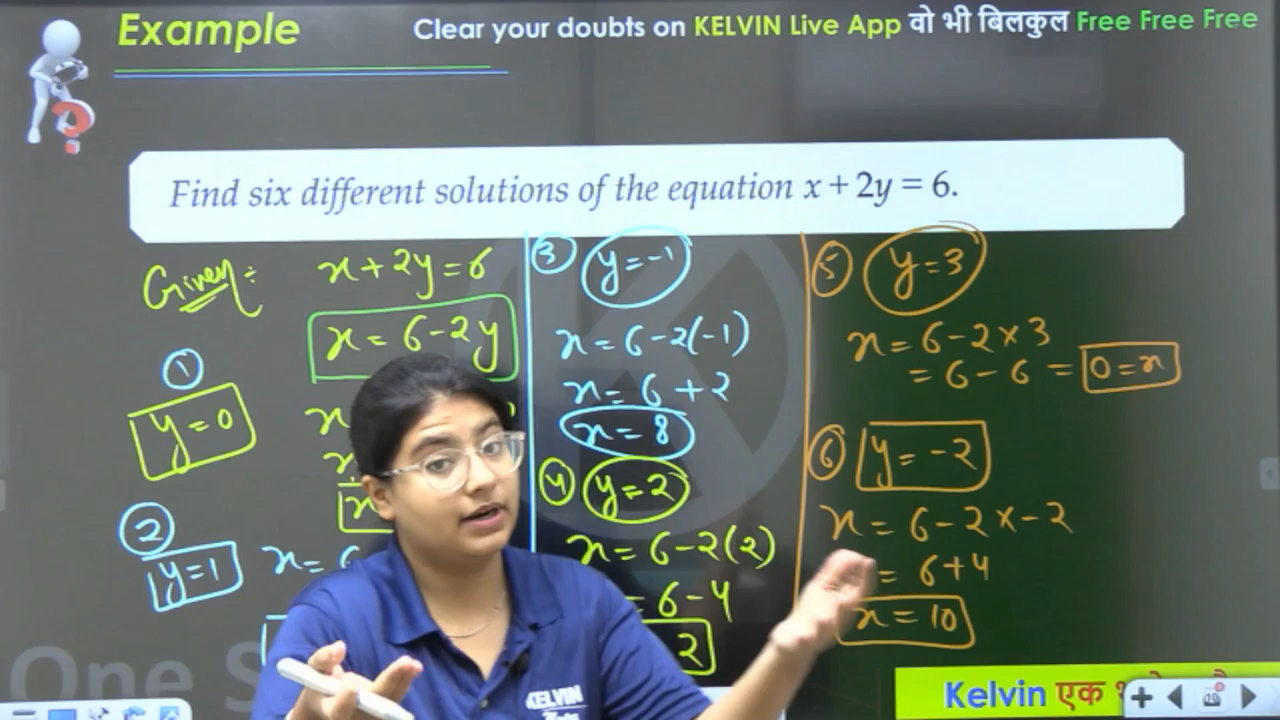 Example
Clear your doubts on KELVIN Live App वो भी बिलकुल Free Free Free
Find six different solutions of the equation x + 2y = 6.
Given:
x + 2y = 6
x = 6 - 2y
①
y = 0
②
y = 1
x = 6
③ y = -1
x = 6 - 2(-1)
x = 6 + 2
x = 8
④ y = 2
x = 6 - 2(2)
= 6 - 4
2
⑤ y = 3
x = 6 - 2 × 3
= 6 - 6 = 0 = x
⑥ y = -2
x = 6 - 2 × -2
= 6 + 4
x = 10
One S
KELVIN
Kelvin एक